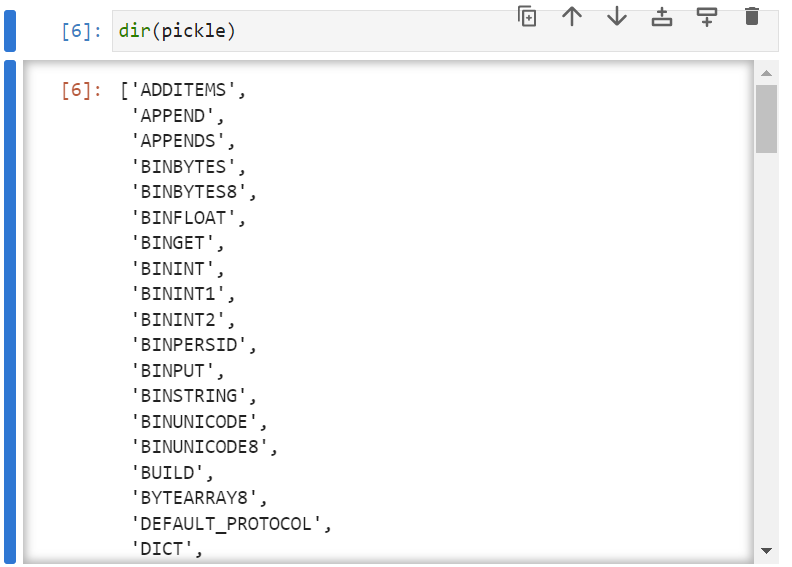 [6]: dir(pickle)
[6]: ['ADDITEMS',
'APPEND',
'APPENDS',
'BINBYTES',
'BINBYTES8',
'BINFLOAT',
'BINGET',
'BININT',
'BININT1',
'BININT2',
'BINPERSID',
'BINPUT',
'BINSTRING',
'BINUNICODE',
'BINUNICODE8',
'BUILD',
'BYTEARRAY8',
'DEFAULT_PROTOCOL',
'DICT',